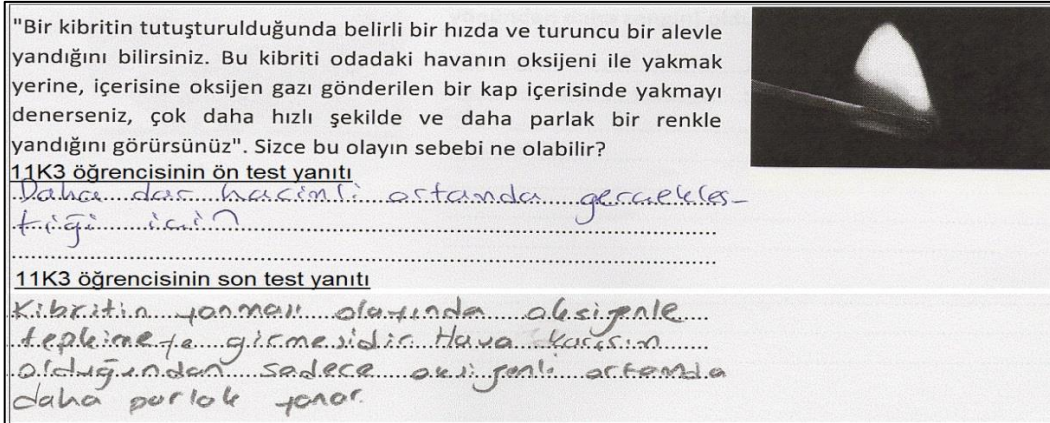 "Bir kibritin tutuşturulduğunda belirli bir hızda ve turuncu bir alevle
yandığını bilirsiniz. Bu kibriti odadaki havanın oksijeni ile yakmak
yerine, içerisine oksijen gazı gönderilen bir kap içerisinde yakmayı
denerseniz, çok daha hızlı şekilde ve daha parlak bir renkle
yandığını görürsünüz". Sizce bu olayın sebebi ne olabilir?
11K3 öğrencisinin ön test yanıtı
Daha dar hacimli ortamda gerçekleş-
tiği için
11K3 öğrencisinin son test yanıtı
Kibritin yanması olayında oksijenle
tepkimeye girmesidir. Hava karışım
olduğundan sadece oksijenli ortamda
daha parlak yanar.